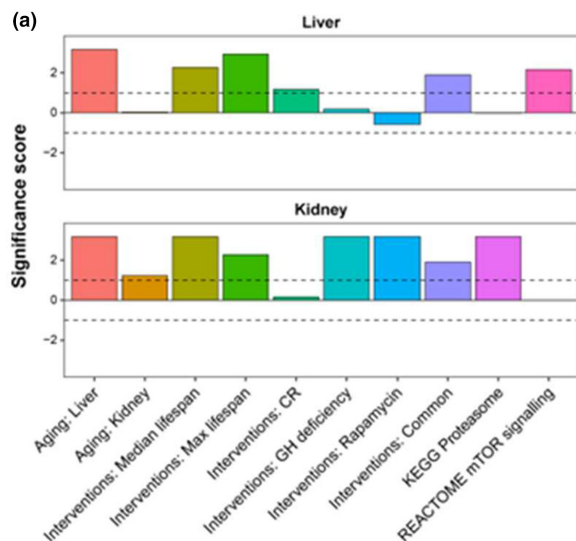 (a)
Liver
2
0
−2
Kidney
2
0
−2
Significance score
Aging: Liver
Aging: Kidney
Interventions: Median lifespan
Interventions: Max lifespan
Interventions: CR
Interventions: GH deficiency
Interventions: Rapamycin
Interventions: Common
KEGG Proteasome
REACTOME mTOR signalling